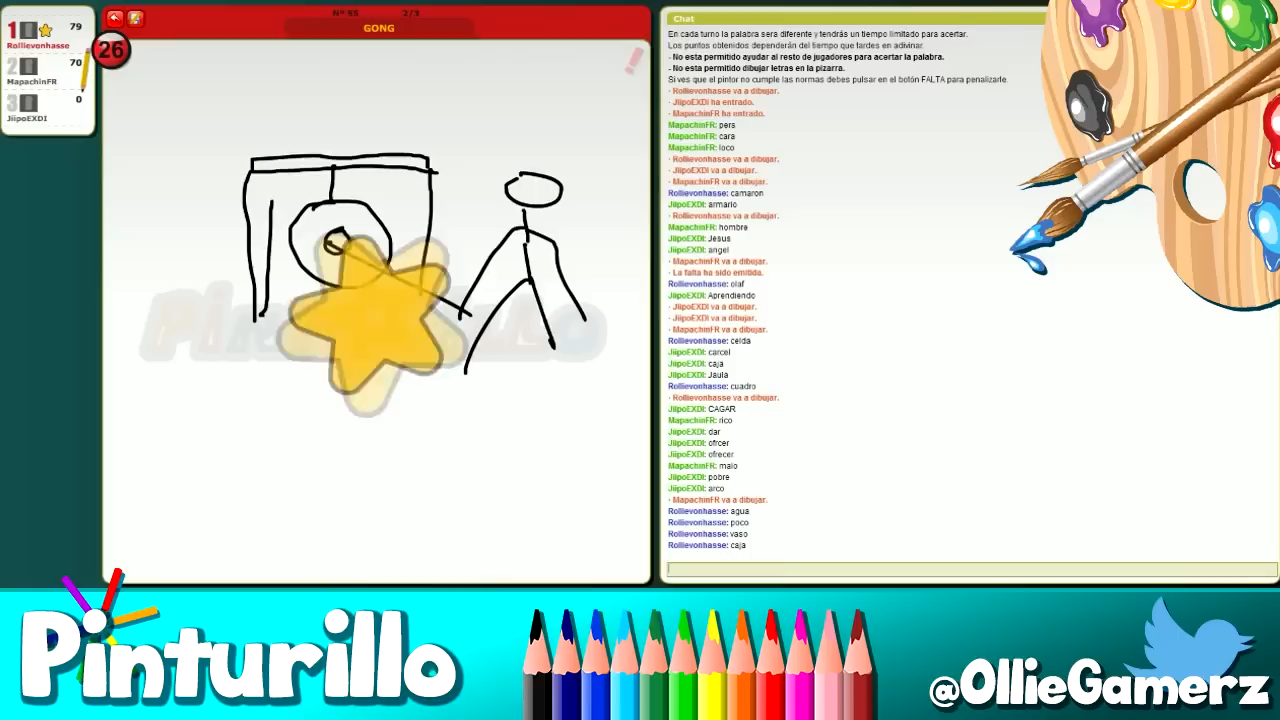 1
79
Rollievonhasse
2
70
MapachinFR
3
0
JiipoEXDI
26
Nº 55 2/3
GONG
Chat
En cada turno la palabra sera diferente y tendrás un tiempo limitado para acertar.
Los puntos obtenidos dependerán del tiempo que tardes en adivinar.
- No esta permitido ayudar al resto de jugadores para acertar la palabra.
- No esta permitido dibujar letras en la pizarra.
Si ves que el pintor no cumple las normas debes pulsar en el botón FALTA para penalizarle.
· Rollievonhasse va a dibujar.
· JiipoEXDI ha entrado.
· MapachinFR ha entrado.
MapachinFR: pers
MapachinFR: cara
MapachinFR: loco
· Rollievonhasse va a dibujar.
· JiipoEXDI va a dibujar.
· MapachinFR va a dibujar.
Rollievonhasse: camaron
JiipoEXDI: armario
· Rollievonhasse va a dibujar.
MapachinFR: hombre
JiipoEXDI: Jesus
JiipoEXDI: angel
· MapachinFR va a dibujar.
· La falta ha sido emitida.
Rollievonhasse: olaf
JiipoEXDI: Aprendiendo
· JiipoEXDI va a dibujar.
· JiipoEXDI va a dibujar.
· MapachinFR va a dibujar.
Rollievonhasse: celda
JiipoEXDI: carcel
JiipoEXDI: caja
JiipoEXDI: Jaula
Rollievonhasse: cuadro
· Rollievonhasse va a dibujar.
JiipoEXDI: CAGAR
MapachinFR: rico
JiipoEXDI: dar
JiipoEXDI: ofrcer
JiipoEXDI: ofrecer
MapachinFR: malo
JiipoEXDI: pobre
JiipoEXDI: arco
· MapachinFR va a dibujar.
Rollievonhasse: agua
Rollievonhasse: poco
Rollievonhasse: vaso
Rollievonhasse: caja
Pinturillo
@OllieGamerz